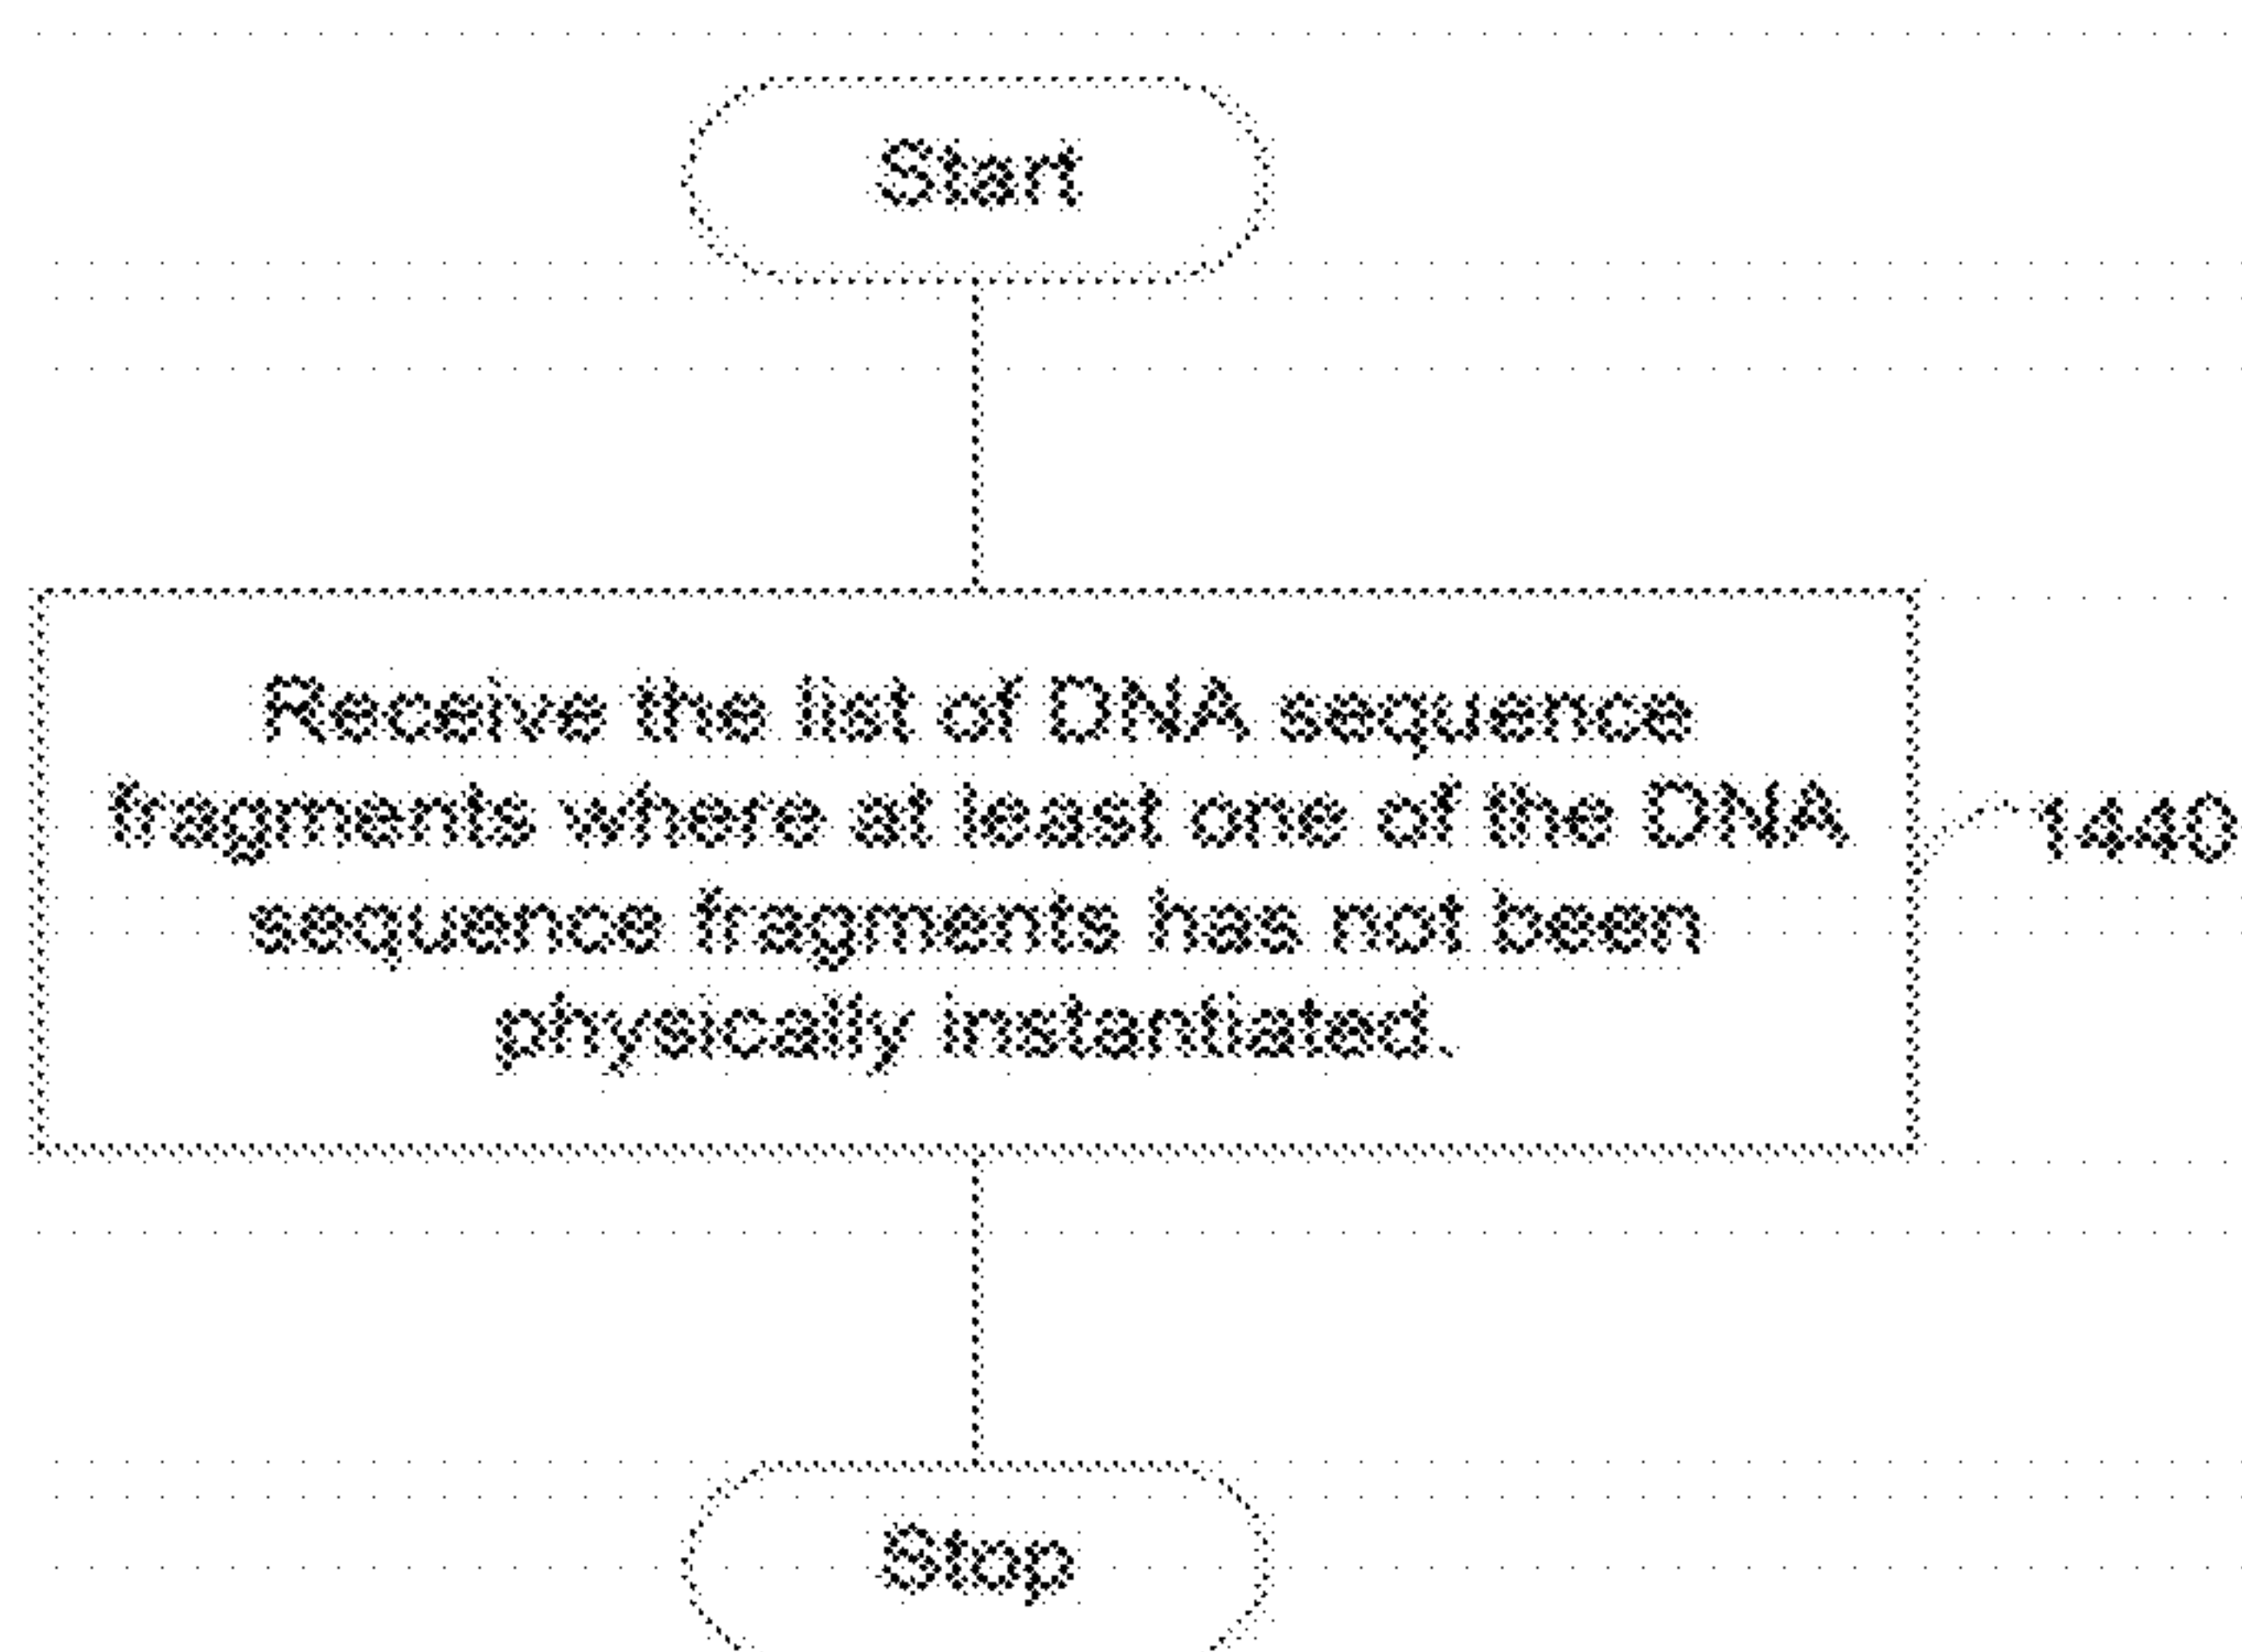 Start
Receive the list of DNA sequence
fragments where at least one of the DNA
1440
sequence fragments has not been
physically instantiated.
Stop